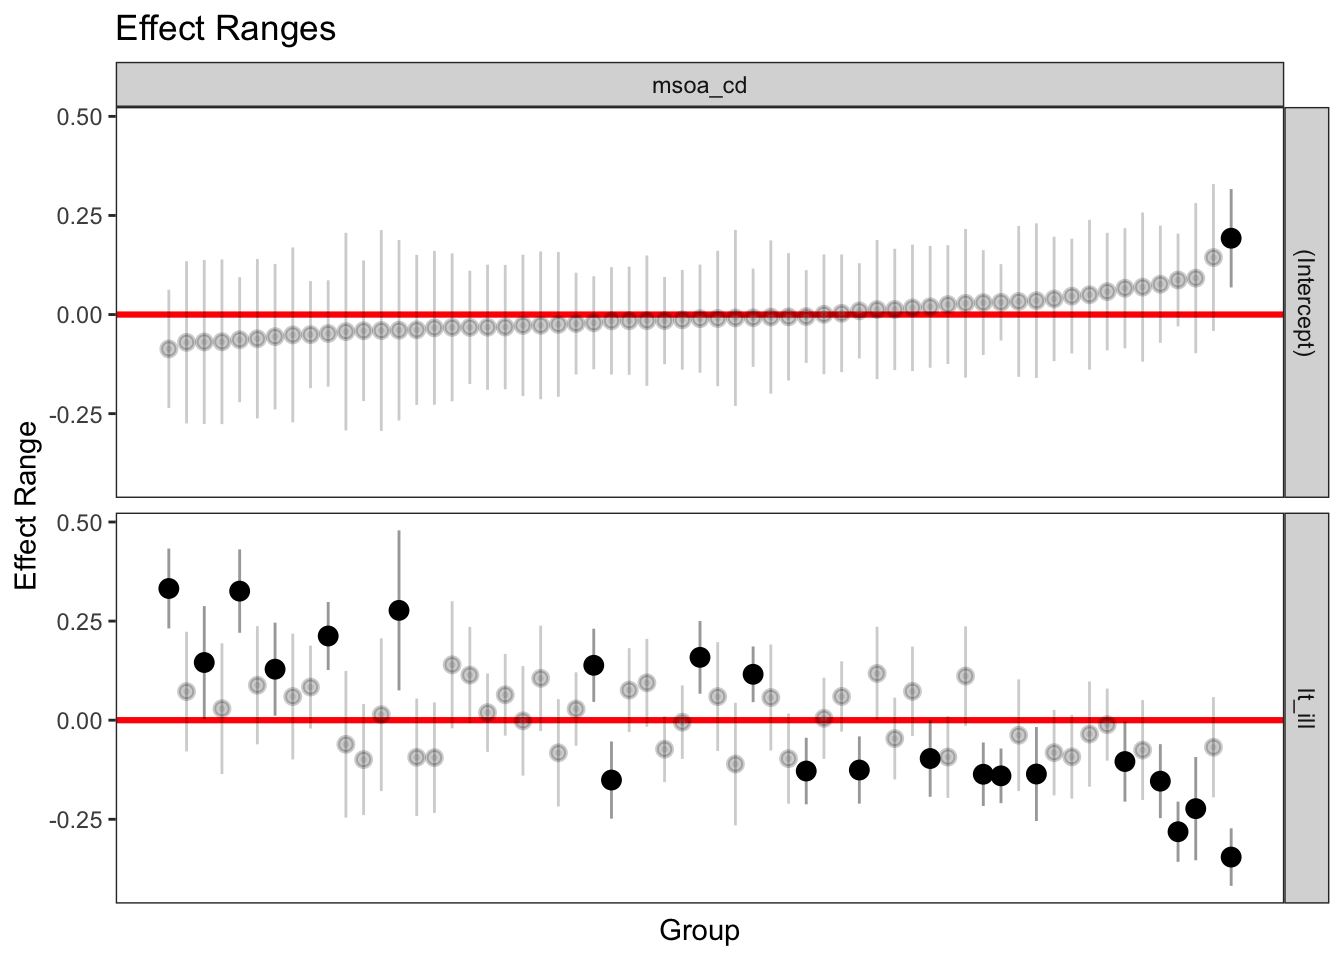 Effect Ranges
msoa_cd
0.50
0.25
0.00
-0.25
(Intercept)
Effect Range
0.50
0.25
0.00
-0.25
lt_ill
Group